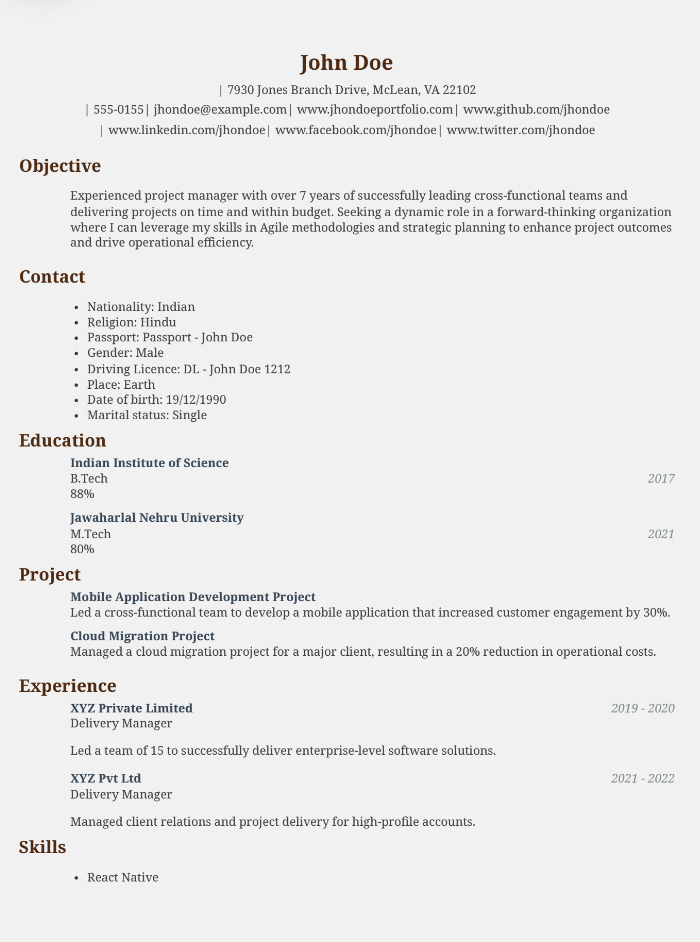 John Doe
| 7930 Jones Branch Drive, McLean, VA 22102
| 555-0155| jhondoe@example.com| www.jhondoeportfolio.com| www.github.com/jhondoe
| www.linkedin.com/jhondoe| www.facebook.com/jhondoe| www.twitter.com/jhondoe
Objective
Experienced project manager with over 7 years of successfully leading cross-functional teams and
delivering projects on time and within budget. Seeking a dynamic role in a forward-thinking organization
where I can leverage my skills in Agile methodologies and strategic planning to enhance project outcomes
and drive operational efficiency.
Contact
• Nationality: Indian
• Religion: Hindu
• Passport: Passport - John Doe
• Gender: Male
• Driving Licence: DL - John Doe 1212
• Place: Earth
• Date of birth: 19/12/1990
• Marital status: Single
Education
Indian Institute of Science
B.Tech 2017
88%
Jawaharlal Nehru University
M.Tech 2021
80%
Project
Mobile Application Development Project
Led a cross-functional team to develop a mobile application that increased customer engagement by 30%.
Cloud Migration Project
Managed a cloud migration project for a major client, resulting in a 20% reduction in operational costs.
Experience
XYZ Private Limited 2019 - 2020
Delivery Manager
Led a team of 15 to successfully deliver enterprise-level software solutions.
XYZ Pvt Ltd 2021 - 2022
Delivery Manager
Managed client relations and project delivery for high-profile accounts.
Skills
• React Native